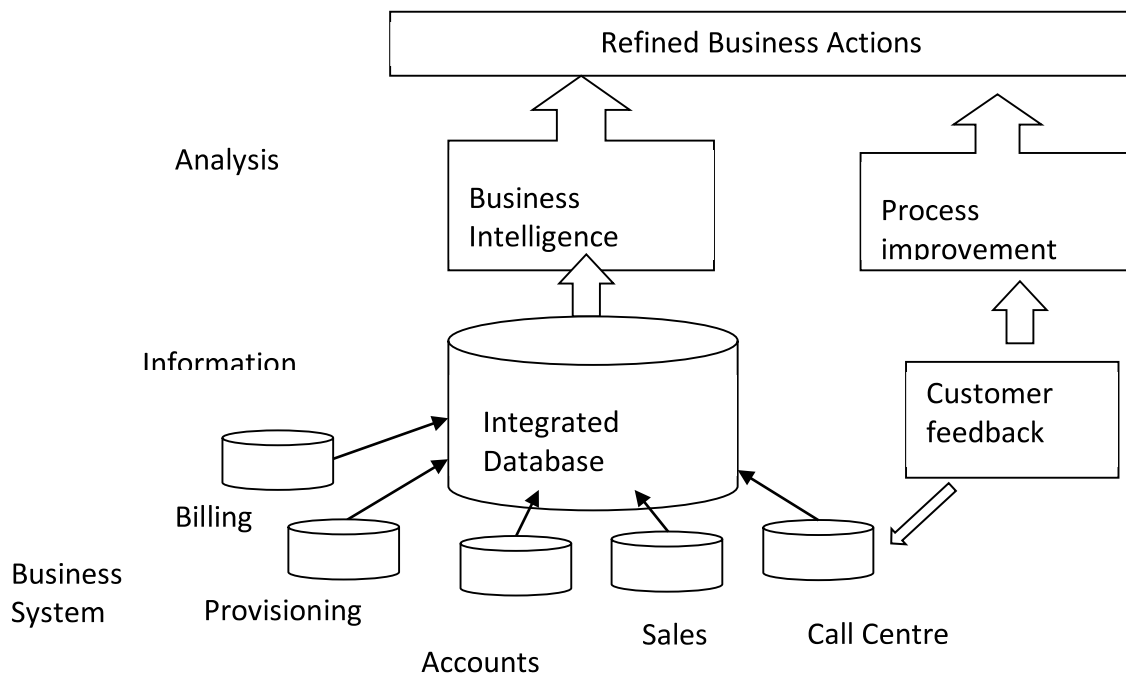 Refined Business Actions
Analysis
Business
Intelligence
Process
improvement
Information
Customer
feedback
Integrated
Database
Billing
Business
System
Provisioning
Sales
Call Centre
Accounts